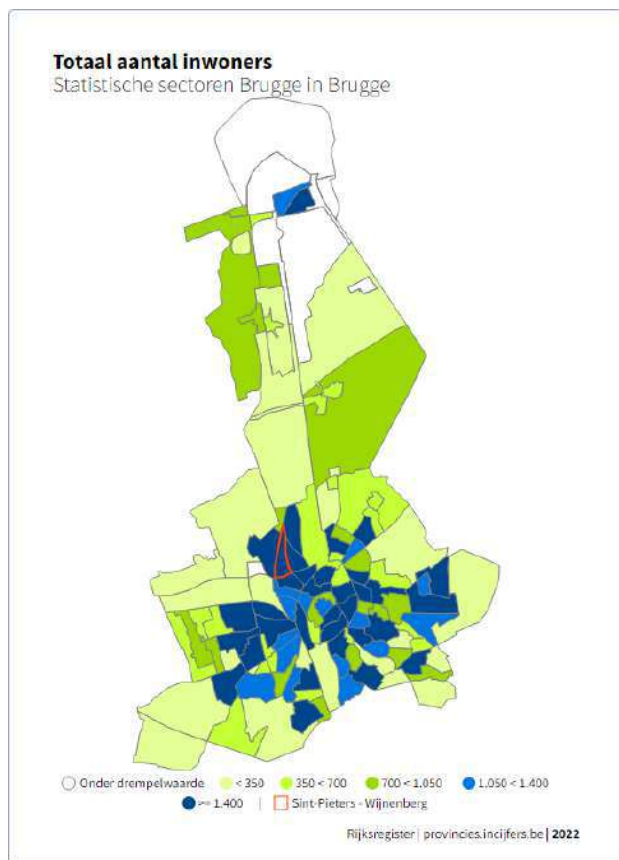 Totaal aantal inwoners
Statistische sectoren Brugge in Brugge
Onder drempelwaarde < 350 350 < 700 700 < 1.050 1.050 < 1.400
>= 1.400 | Sint-Pieters - Wijnenberg
Rijksregister | provincies.incijfers.be | 2022